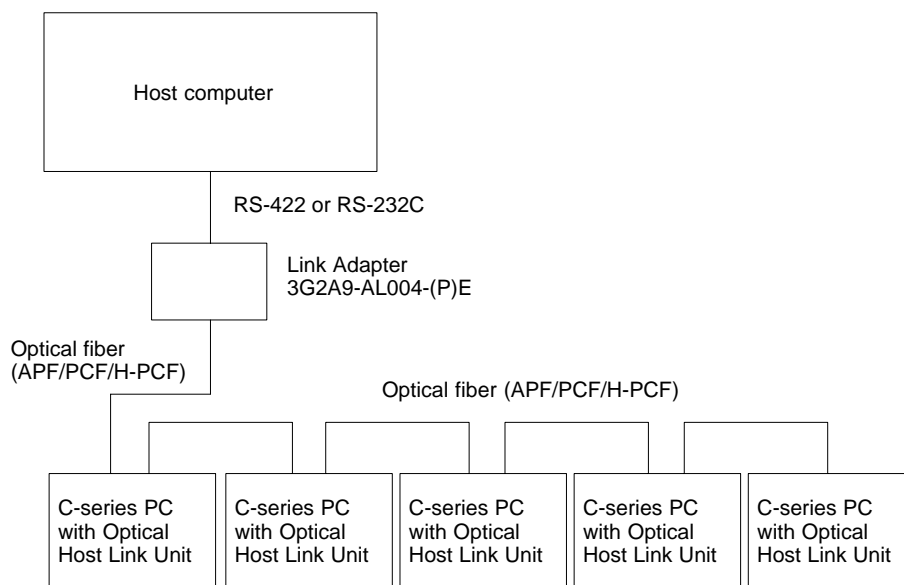 Host computer
RS-422 or RS-232C
Link Adapter
3G2A9-AL004-(P)E
Optical fiber
(APF/PCF/H-PCF)
Optical fiber (APF/PCF/H-PCF)
C-series PC
with Optical
Host Link Unit
C-series PC
with Optical
Host Link Unit
C-series PC
with Optical
Host Link Unit
C-series PC
with Optical
Host Link Unit
C-series PC
with Optical
Host Link Unit